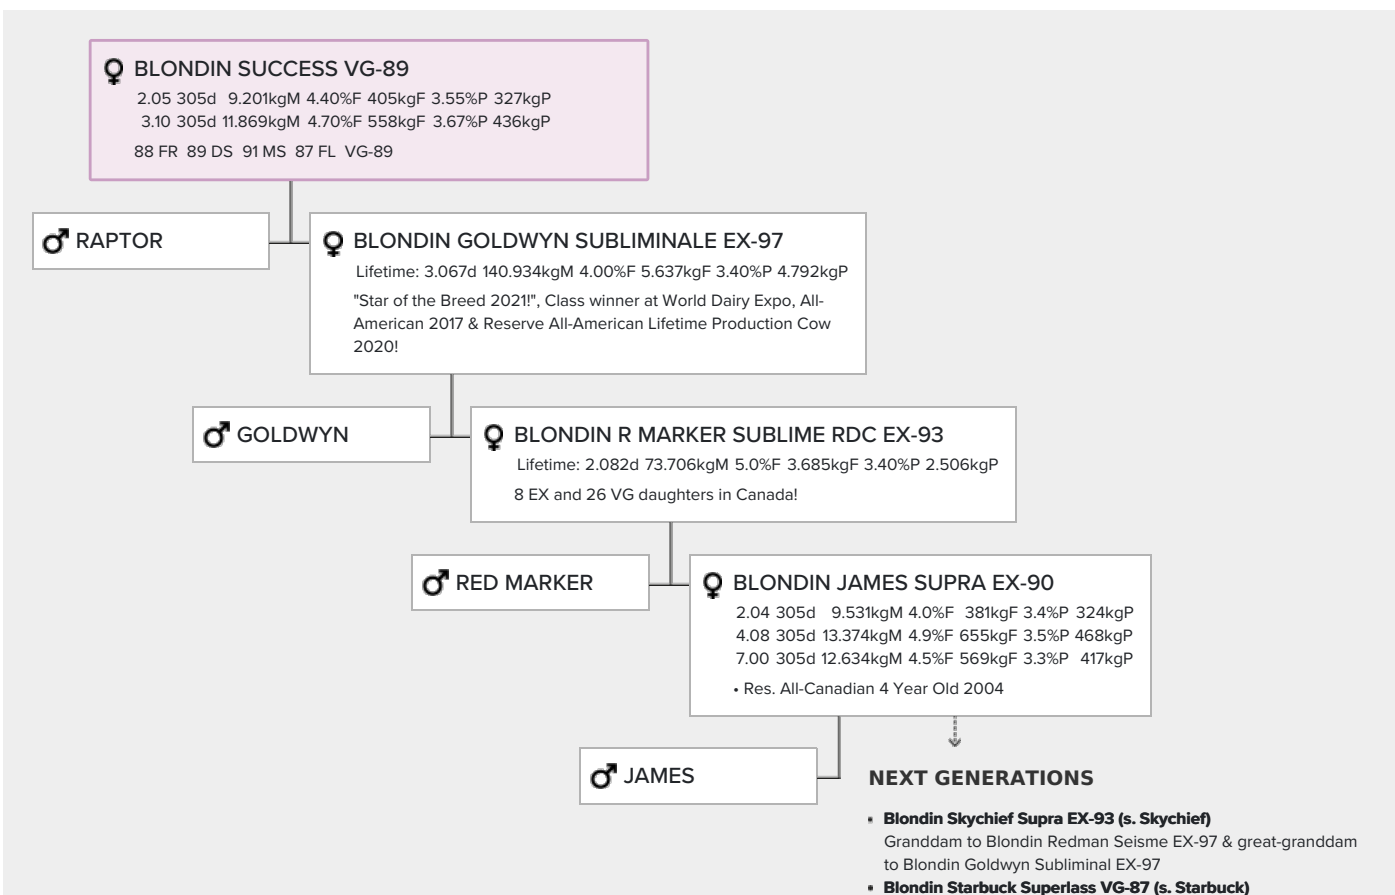 BLONDIN SUCCESS VG-89
2.05 305d 9.201kgM 4.40%F 405kgF 3.55%P 327kgP
3.10 305d 11.869kgM 4.70%F 558kgF 3.67%P 436kgP
88 FR 89 DS 91 MS 87 FL VG-89
RAPTOR
BLONDIN GOLDWYN SUBLIMINALE EX-97
Lifetime: 3.067d 140.934kgM 4.00%F 5.637kgF 3.40%P 4.792kgP
"Star of the Breed 2021!", Class winner at World Dairy Expo, All-
American 2017 & Reserve All-American Lifetime Production Cow
2020!
GOLDWYN
BLONDIN R MARKER SUBLIME RDC EX-93
Lifetime: 2.082d 73.706kgM 5.0%F 3.685kgF 3.40%P 2.506kgP
8 EX and 26 VG daughters in Canada!
RED MARKER
BLONDIN JAMES SUPRA EX-90
2.04 305d 9.531kgM 4.0%F 381kgF 3.4%P 324kgP
4.08 305d 13.374kgM 4.9%F 655kgF 3.5%P 468kgP
7.00 305d 12.634kgM 4.5%F 569kgF 3.3%P 417kgP
• Res. All-Canadian 4 Year Old 2004
JAMES
NEXT GENERATIONS
• Blondin Skychief Supra EX-93 (s. Skychief)
Granddam to Blondin Redman Seisme EX-97 & great-granddam
to Blondin Goldwyn Subliminal EX-97
• Blondin Starbuck Superlass VG-87 (s. Starbuck)